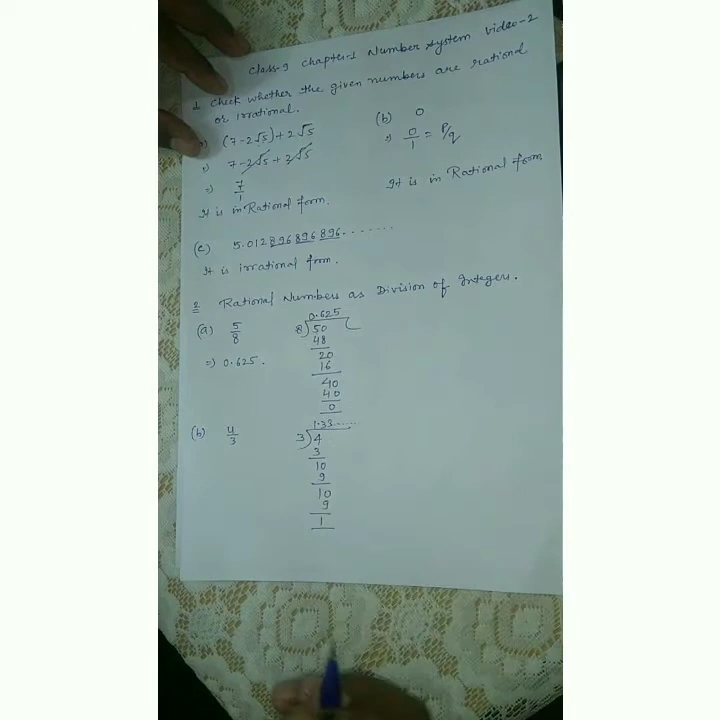 Class-9 Chapter-1 Number System Video-2
1. Check whether the given numbers are rational
or irrational.
(7-2√5)+2√5
7-2√5+2√5
⇒ 7/1
It is in Rational form.
(b) 0
⇒ 0/1 = P/q
It is in Rational form
(c) 5.012896896896.......
It is irrational form.
2 Rational Numbers as Division of Integers.
(a) 5/8
⇒ 0.625.
0.625
8)50
48
20
16
40
40
0
(b) 4/3
1.33.....
3)4
3
10
9
10
9
1